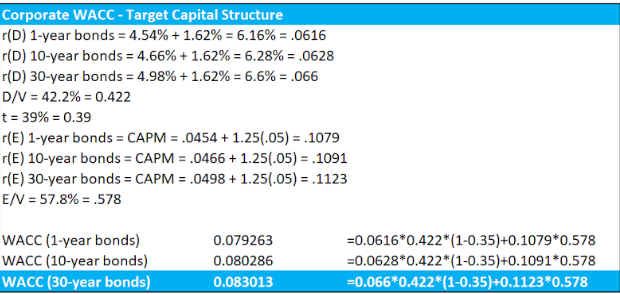 Corporate WACC - Target Capital Structure
r(D) 1-year bonds = 4.54% + 1.62% = 6.16% = .0616
r(D) 10-year bonds = 4.66% + 1.62% = 6.28% = .0628
r(D) 30-year bonds = 4.98% + 1.62% = 6.6% = .066
D/V = 42.2% = 0.422
t = 39% = 0.39
r(E) 1-year bonds = CAPM = .0454 + 1.25(.05) = .1079
r(E) 10-year bonds = CAPM = .0466 + 1.25(.05) = .1091
r(E) 30-year bonds = CAPM = .0498 + 1.25(.05) = .1123
E/V = 57.8% = .578
WACC (1-year bonds) 0.079263 =0.0616*0.422*(1-0.35)+0.1079*0.578
WACC (10-year bonds) 0.080286 =0.0628*0.422*(1-0.35)+0.1091*0.578
WACC (30-year bonds) 0.083013 =0.066*0.422*(1-0.35)+0.1123*0.578